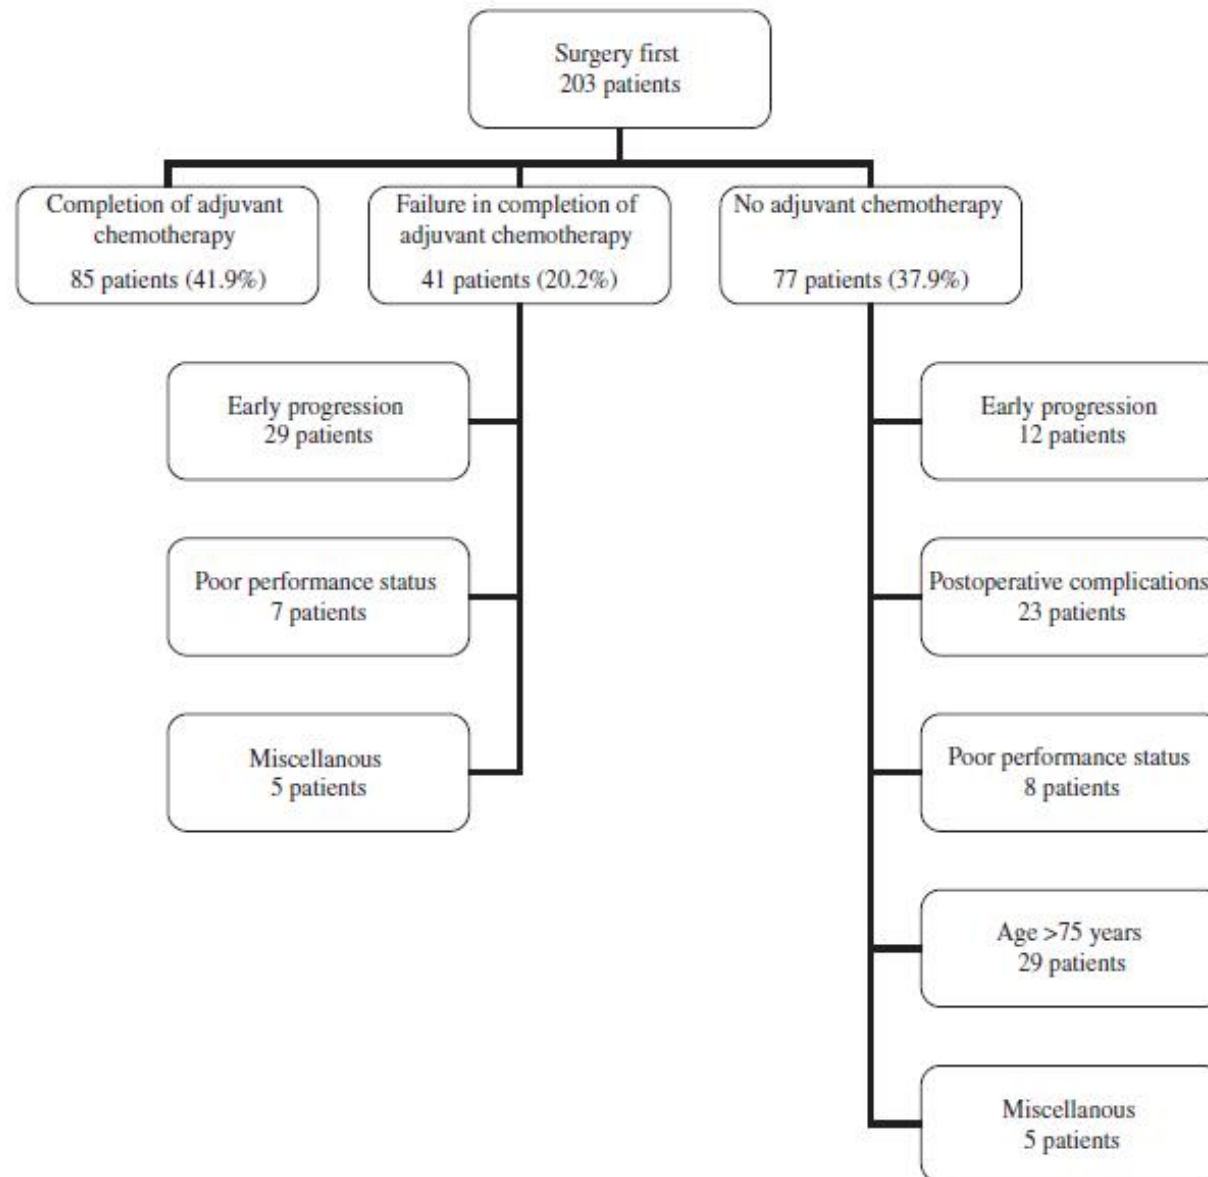 Surgery first
203 patients
Completion of adjuvant
chemotherapy
85 patients (41.9%)
Failure in completion of
adjuvant chemotherapy
41 patients (20.2%)
No adjuvant chemotherapy
77 patients (37.9%)
Early progression
29 patients
Poor performance status
7 patients
Miscellanous
5 patients
Early progression
12 patients
Postoperative complications
23 patients
Poor performance status
8 patients
Age >75 years
29 patients
Miscellanous
5 patients